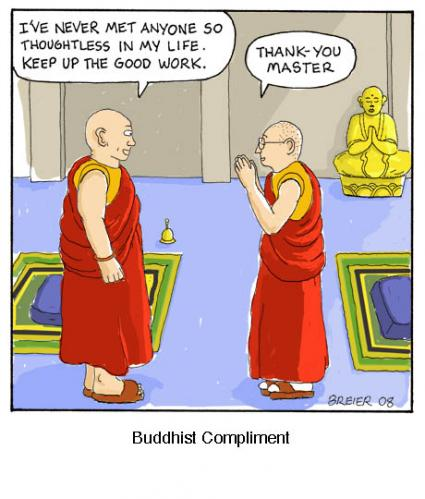 I'VE NEVER MET ANYONE SO
THOUGHTLESS IN MY LIFE.
KEEP UP THE GOOD WORK.
THANK-YOU
MASTER
BREIER 08
Buddhist Compliment